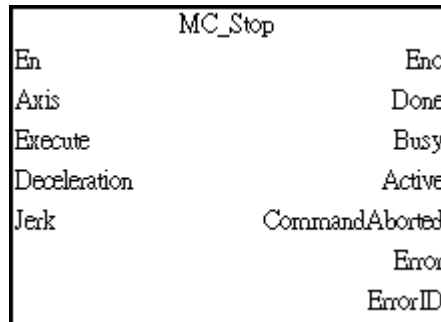 MC_Stop
En Eno
Axis Done
Execute Busy
Deceleration Active
Jerk CommandAborted
Error
ErrorID